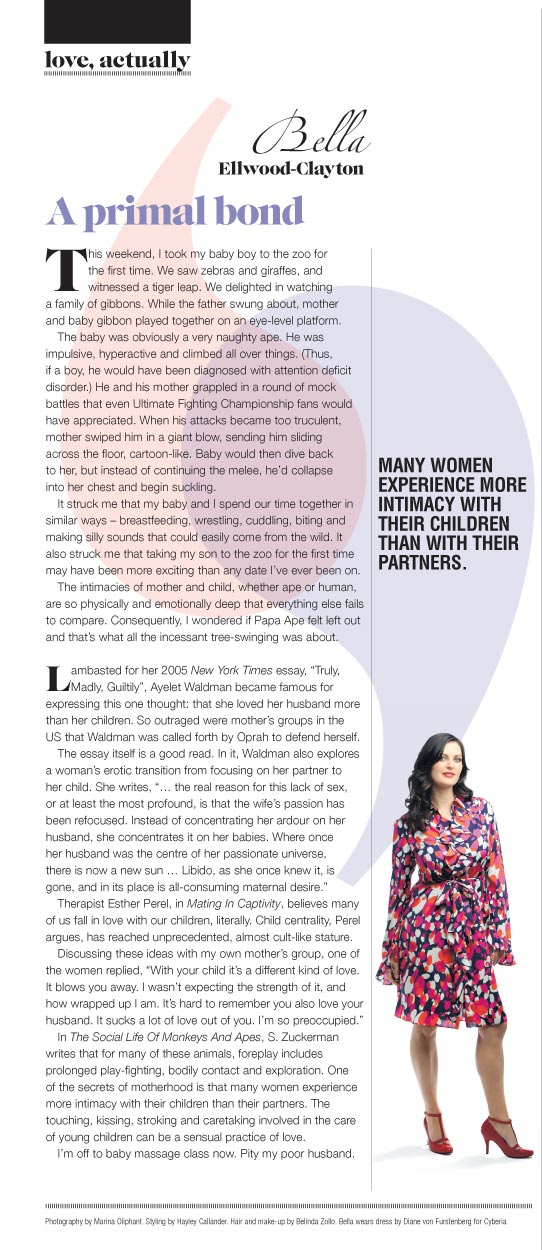 love, actually
Bella
Ellwood-Clayton
A primal bond
This weekend, I took my baby boy to the zoo for
the first time. We saw zebras and giraffes, and
witnessed a tiger leap. We delighted in watching
a family of gibbons. While the father swung about, mother
and baby gibbon played together on an eye-level platform.
The baby was obviously a very naughty ape. He was
impulsive, hyperactive and climbed all over things. (Thus,
if a boy, he would have been diagnosed with attention deficit
disorder.) He and his mother grappled in a round of mock
battles that even Ultimate Fighting Championship fans would
have appreciated. When his attacks became too truculent,
mother swiped him in a giant blow, sending him sliding
across the floor, cartoon-like. Baby would then dive back
to her, but instead of continuing the melee, he'd collapse
into her chest and begin suckling.
It struck me that my baby and I spend our time together in
similar ways – breastfeeding, wrestling, cuddling, biting and
making silly sounds that could easily come from the wild. It
also struck me that taking my son to the zoo for the first time
may have been more exciting than any date I've ever been on.
The intimacies of mother and child, whether ape or human,
are so physically and emotionally deep that everything else fails
to compare. Consequently, I wondered if Papa Ape felt left out
and that's what all the incessant tree-swinging was about.
Lambasted for her 2005 New York Times essay, "Truly,
Madly, Guiltily", Ayelet Waldman became famous for
expressing this one thought: that she loved her husband more
than her children. So outraged were mother's groups in the
US that Waldman was called forth by Oprah to defend herself.
The essay itself is a good read. In it, Waldman also explores
a woman's erotic transition from focusing on her partner to
her child. She writes, "… the real reason for this lack of sex,
or at least the most profound, is that the wife's passion has
been refocused. Instead of concentrating her ardour on her
husband, she concentrates it on her babies. Where once
her husband was the centre of her passionate universe,
there is now a new sun … Libido, as she once knew it, is
gone, and in its place is all-consuming maternal desire."
Therapist Esther Perel, in Mating In Captivity, believes many
of us fall in love with our children, literally. Child centrality, Perel
argues, has reached unprecedented, almost cult-like stature.
Discussing these ideas with my own mother's group, one of
the women replied, "With your child it's a different kind of love.
It blows you away. I wasn't expecting the strength of it, and
how wrapped up I am. It's hard to remember you also love your
husband. It sucks a lot of love out of you. I'm so preoccupied."
In The Social Life Of Monkeys And Apes, S. Zuckerman
writes that for many of these animals, foreplay includes
prolonged play-fighting, bodily contact and exploration. One
of the secrets of motherhood is that many women experience
more intimacy with their children than their partners. The
touching, kissing, stroking and caretaking involved in the care
of young children can be a sensual practice of love.
I'm off to baby massage class now. Pity my poor husband.
MANY WOMEN
EXPERIENCE MORE
INTIMACY WITH
THEIR CHILDREN
THAN WITH THEIR
PARTNERS.
Photography by Marina Oliphant. Styling by Hayley Callander. Hair and make-up by Belinda Zollo. Bella wears dress by Diane von Furstenberg for Cyberia